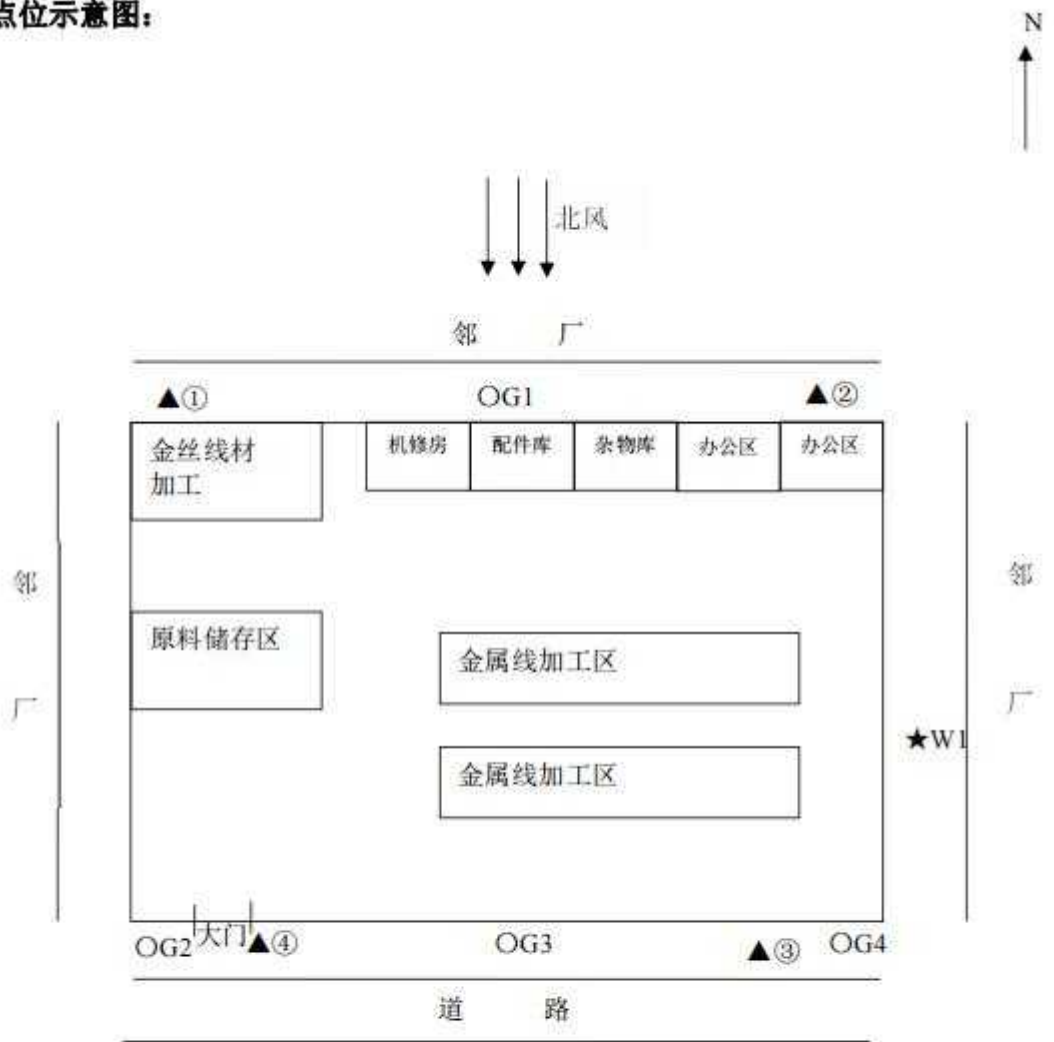 点位示意图：
N
北风
邻 厂
▲① OG1 ▲②
金丝线材
加工
机修房 配件库 杂物库 办公区 办公区
邻
厂
原料储存区
金属线加工区
金属线加工区
邻
厂
★W1
OG2 大门 ▲④ OG3 ▲③ OG4
道 路